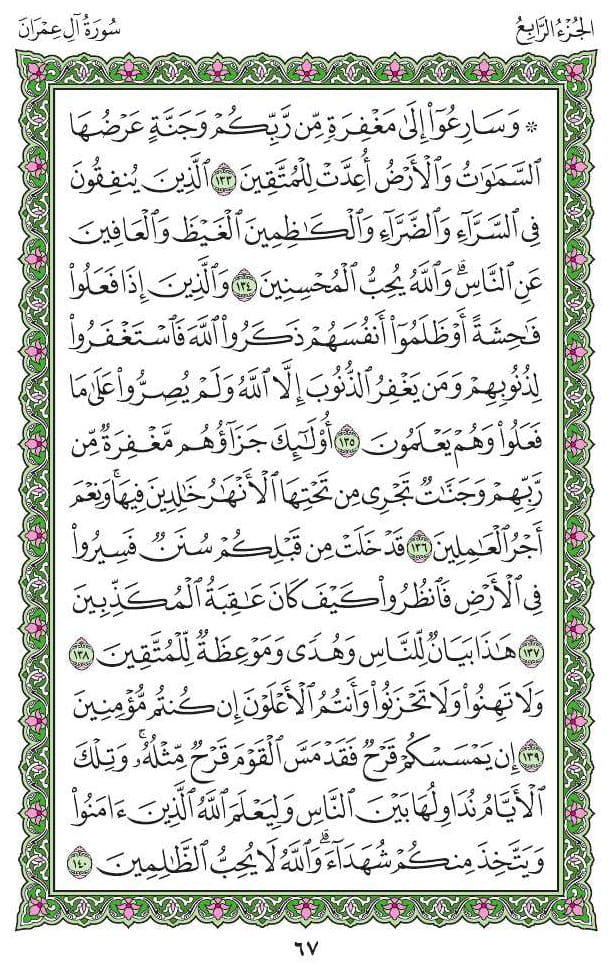 الجُزْءُ الرَّابِعُ
سُورَةُ آلِ عِمْرَانَ
۞ وَسَارِعُوٓا۟ إِلَىٰ مَغْفِرَةٍ مِّن رَّبِّكُمْ وَجَنَّةٍ عَرْضُهَا
ٱلسَّمَٰوَٰتُ وَٱلْأَرْضُ أُعِدَّتْ لِلْمُتَّقِينَ ١٣٣ ٱلَّذِينَ يُنفِقُونَ
فِى ٱلسَّرَّآءِ وَٱلضَّرَّآءِ وَٱلْكَٰظِمِينَ ٱلْغَيْظَ وَٱلْعَافِينَ
عَنِ ٱلنَّاسِ ۗ وَٱللَّهُ يُحِبُّ ٱلْمُحْسِنِينَ ١٣٤ وَٱلَّذِينَ إِذَا فَعَلُوا۟
فَٰحِشَةً أَوْ ظَلَمُوٓا۟ أَنفُسَهُمْ ذَكَرُوا۟ ٱللَّهَ فَٱسْتَغْفَرُوا۟
لِذُنُوبِهِمْ وَمَن يَغْفِرُ ٱلذُّنُوبَ إِلَّا ٱللَّهُ وَلَمْ يُصِرُّوا۟ عَلَىٰ مَا
فَعَلُوا۟ وَهُمْ يَعْلَمُونَ ١٣٥ أُو۟لَٰٓئِكَ جَزَآؤُهُم مَّغْفِرَةٌ مِّن
رَّبِّهِمْ وَجَنَّٰتٌ تَجْرِى مِن تَحْتِهَا ٱلْأَنْهَٰرُ خَٰلِدِينَ فِيهَا ۚ وَنِعْمَ
أَجْرُ ٱلْعَٰمِلِينَ ١٣٦ قَدْ خَلَتْ مِن قَبْلِكُمْ سُنَنٌ فَسِيرُوا۟
فِى ٱلْأَرْضِ فَٱنظُرُوا۟ كَيْفَ كَانَ عَٰقِبَةُ ٱلْمُكَذِّبِينَ
١٣٧ هَٰذَا بَيَانٌ لِّلنَّاسِ وَهُدًى وَمَوْعِظَةٌ لِّلْمُتَّقِينَ ١٣٨
وَلَا تَهِنُوا۟ وَلَا تَحْزَنُوا۟ وَأَنتُمُ ٱلْأَعْلَوْنَ إِن كُنتُم مُّؤْمِنِينَ
١٣٩ إِن يَمْسَسْكُمْ قَرْحٌ فَقَدْ مَسَّ ٱلْقَوْمَ قَرْحٌ مِّثْلُهُۥ ۚ وَتِلْكَ
ٱلْأَيَّامُ نُدَاوِلُهَا بَيْنَ ٱلنَّاسِ وَلِيَعْلَمَ ٱللَّهُ ٱلَّذِينَ ءَامَنُوا۟
وَيَتَّخِذَ مِنكُمْ شُهَدَآءَ ۗ وَٱللَّهُ لَا يُحِبُّ ٱلظَّٰلِمِينَ ١٤٠
٦٧